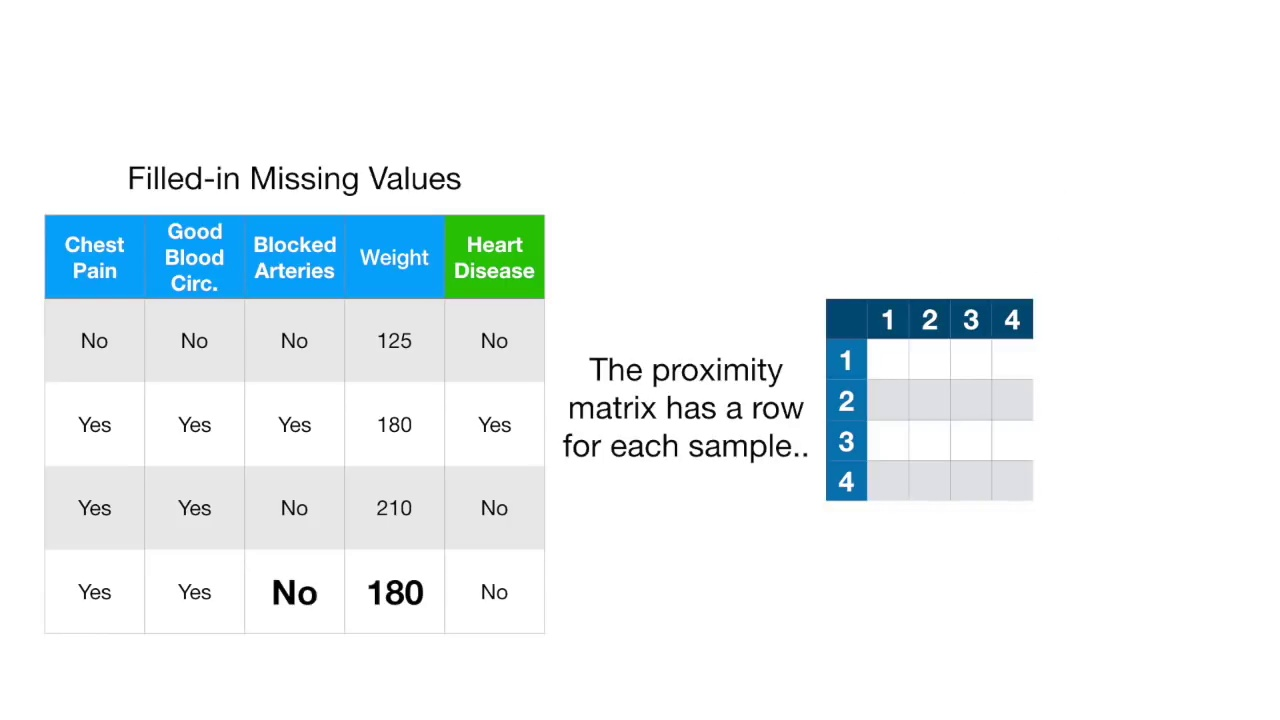 Filled-in Missing Values
Chest Pain Good Blood Circ. Blocked Arteries Weight Heart Disease
No No No 125 No
Yes Yes Yes 180 Yes
Yes Yes No 210 No
Yes Yes No 180 No
The proximity
matrix has a row
for each sample..
1 2 3 4
1
2
3
4